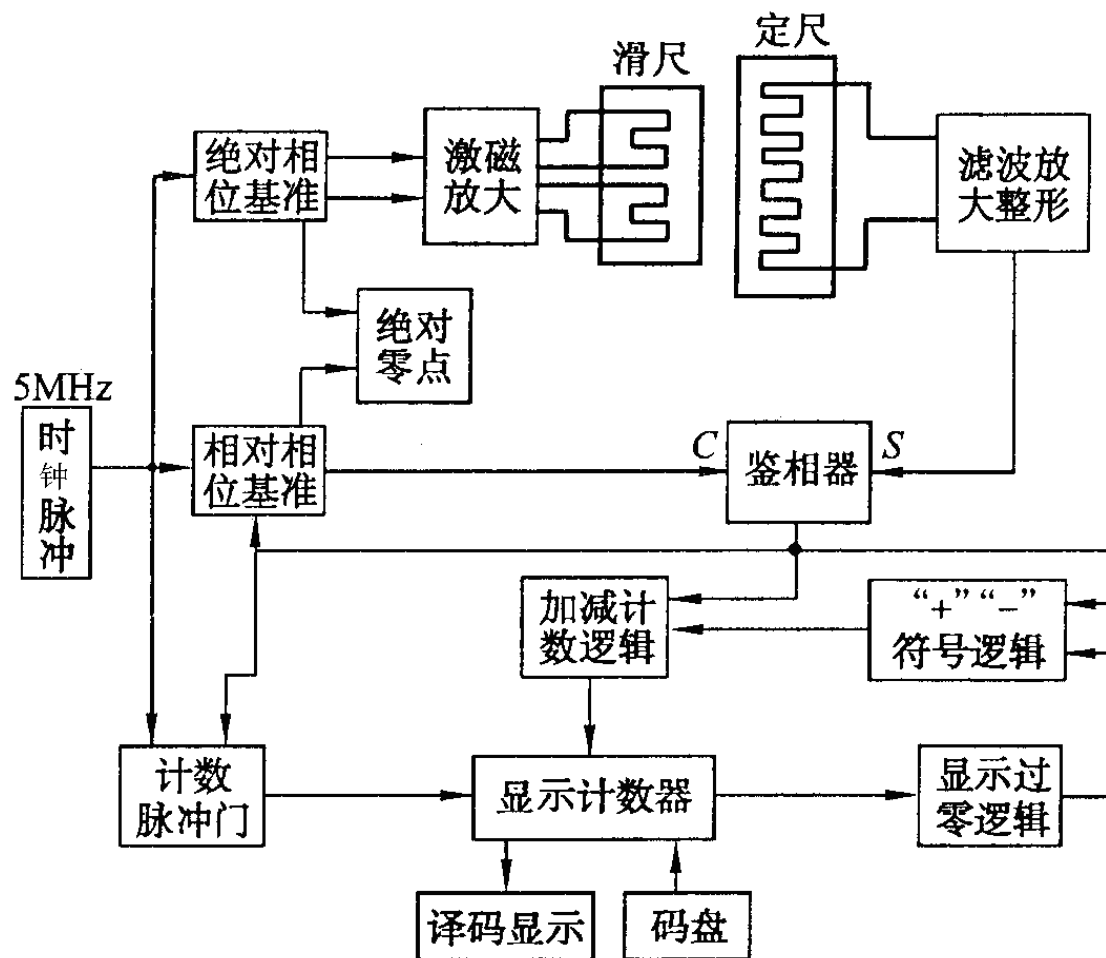 定尺
滑尺
绝对相
位基准
激磁
放大
滤波放
大整形
绝对
零点
5MHz
时
钟
脉
冲
相对相
位基准
C
鉴相器
S
加减计
数逻辑
“+”“−”
符号逻辑
计数
脉冲门
显示计数器
显示过
零逻辑
译码显示
码盘